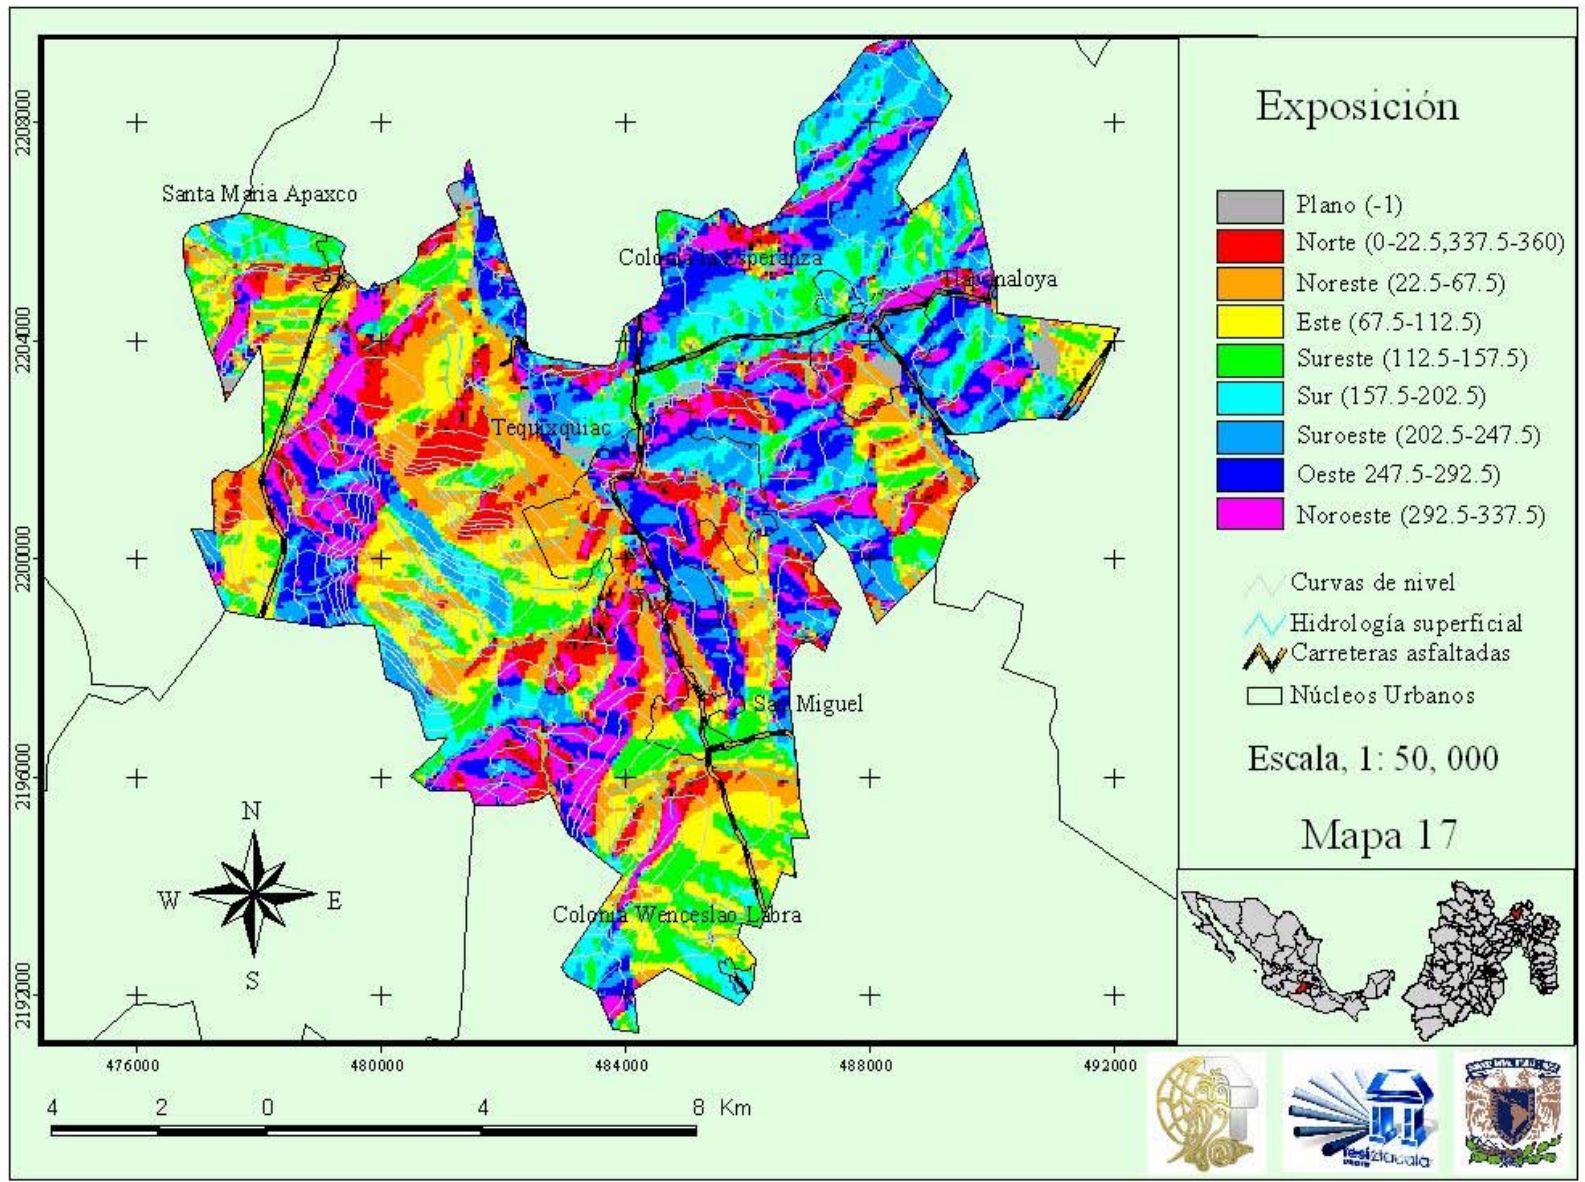 Exposición
2208000
2204000
2200000
2196000
2192000
Santa Maria Apaxco
Colonia la Esperanza
Tlapanaloya
Tequixquiac
San Miguel
Colonia Wenceslao Labra
Plano (-1)
Norte (0-22.5,337.5-360)
Noreste (22.5-67.5)
Este (67.5-112.5)
Sureste (112.5-157.5)
Sur (157.5-202.5)
Suroeste (202.5-247.5)
Oeste 247.5-292.5)
Noroeste (292.5-337.5)
Curvas de nivel
Hidrología superficial
Carreteras asfaltadas
Núcleos Urbanos
Escala, 1: 50, 000
Mapa 17
N
W E
S
476000 480000 484000 488000 492000
4 2 0 4 8 Km